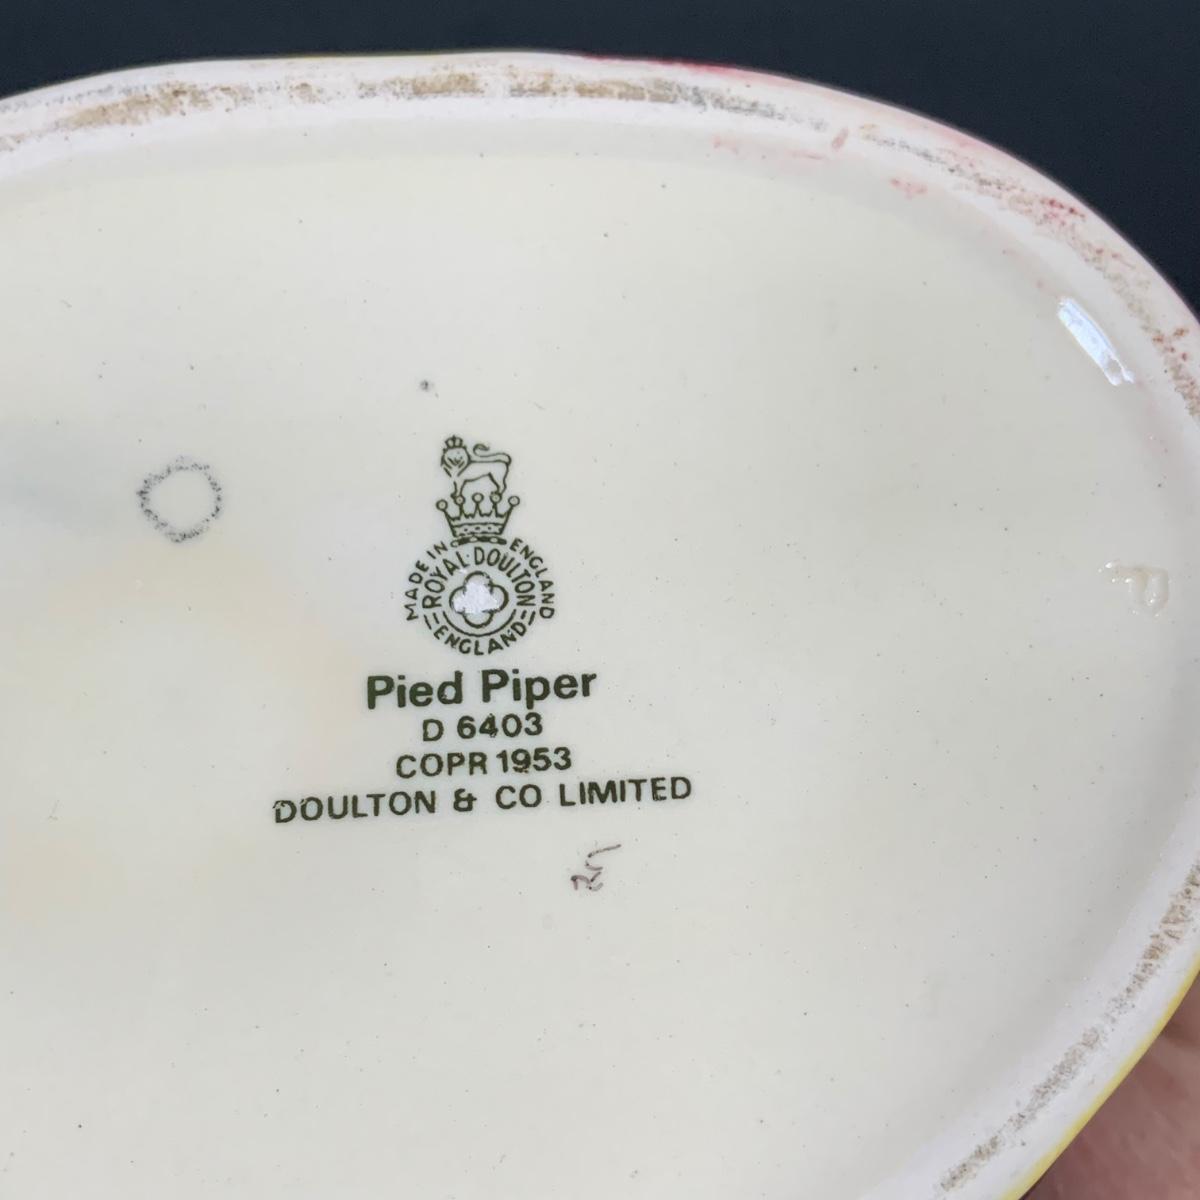 MADE IN ENGLAND
ROYAL DOULTON
ENGLAND
Pied Piper
D 6403
COPR 1953
DOULTON & CO LIMITED